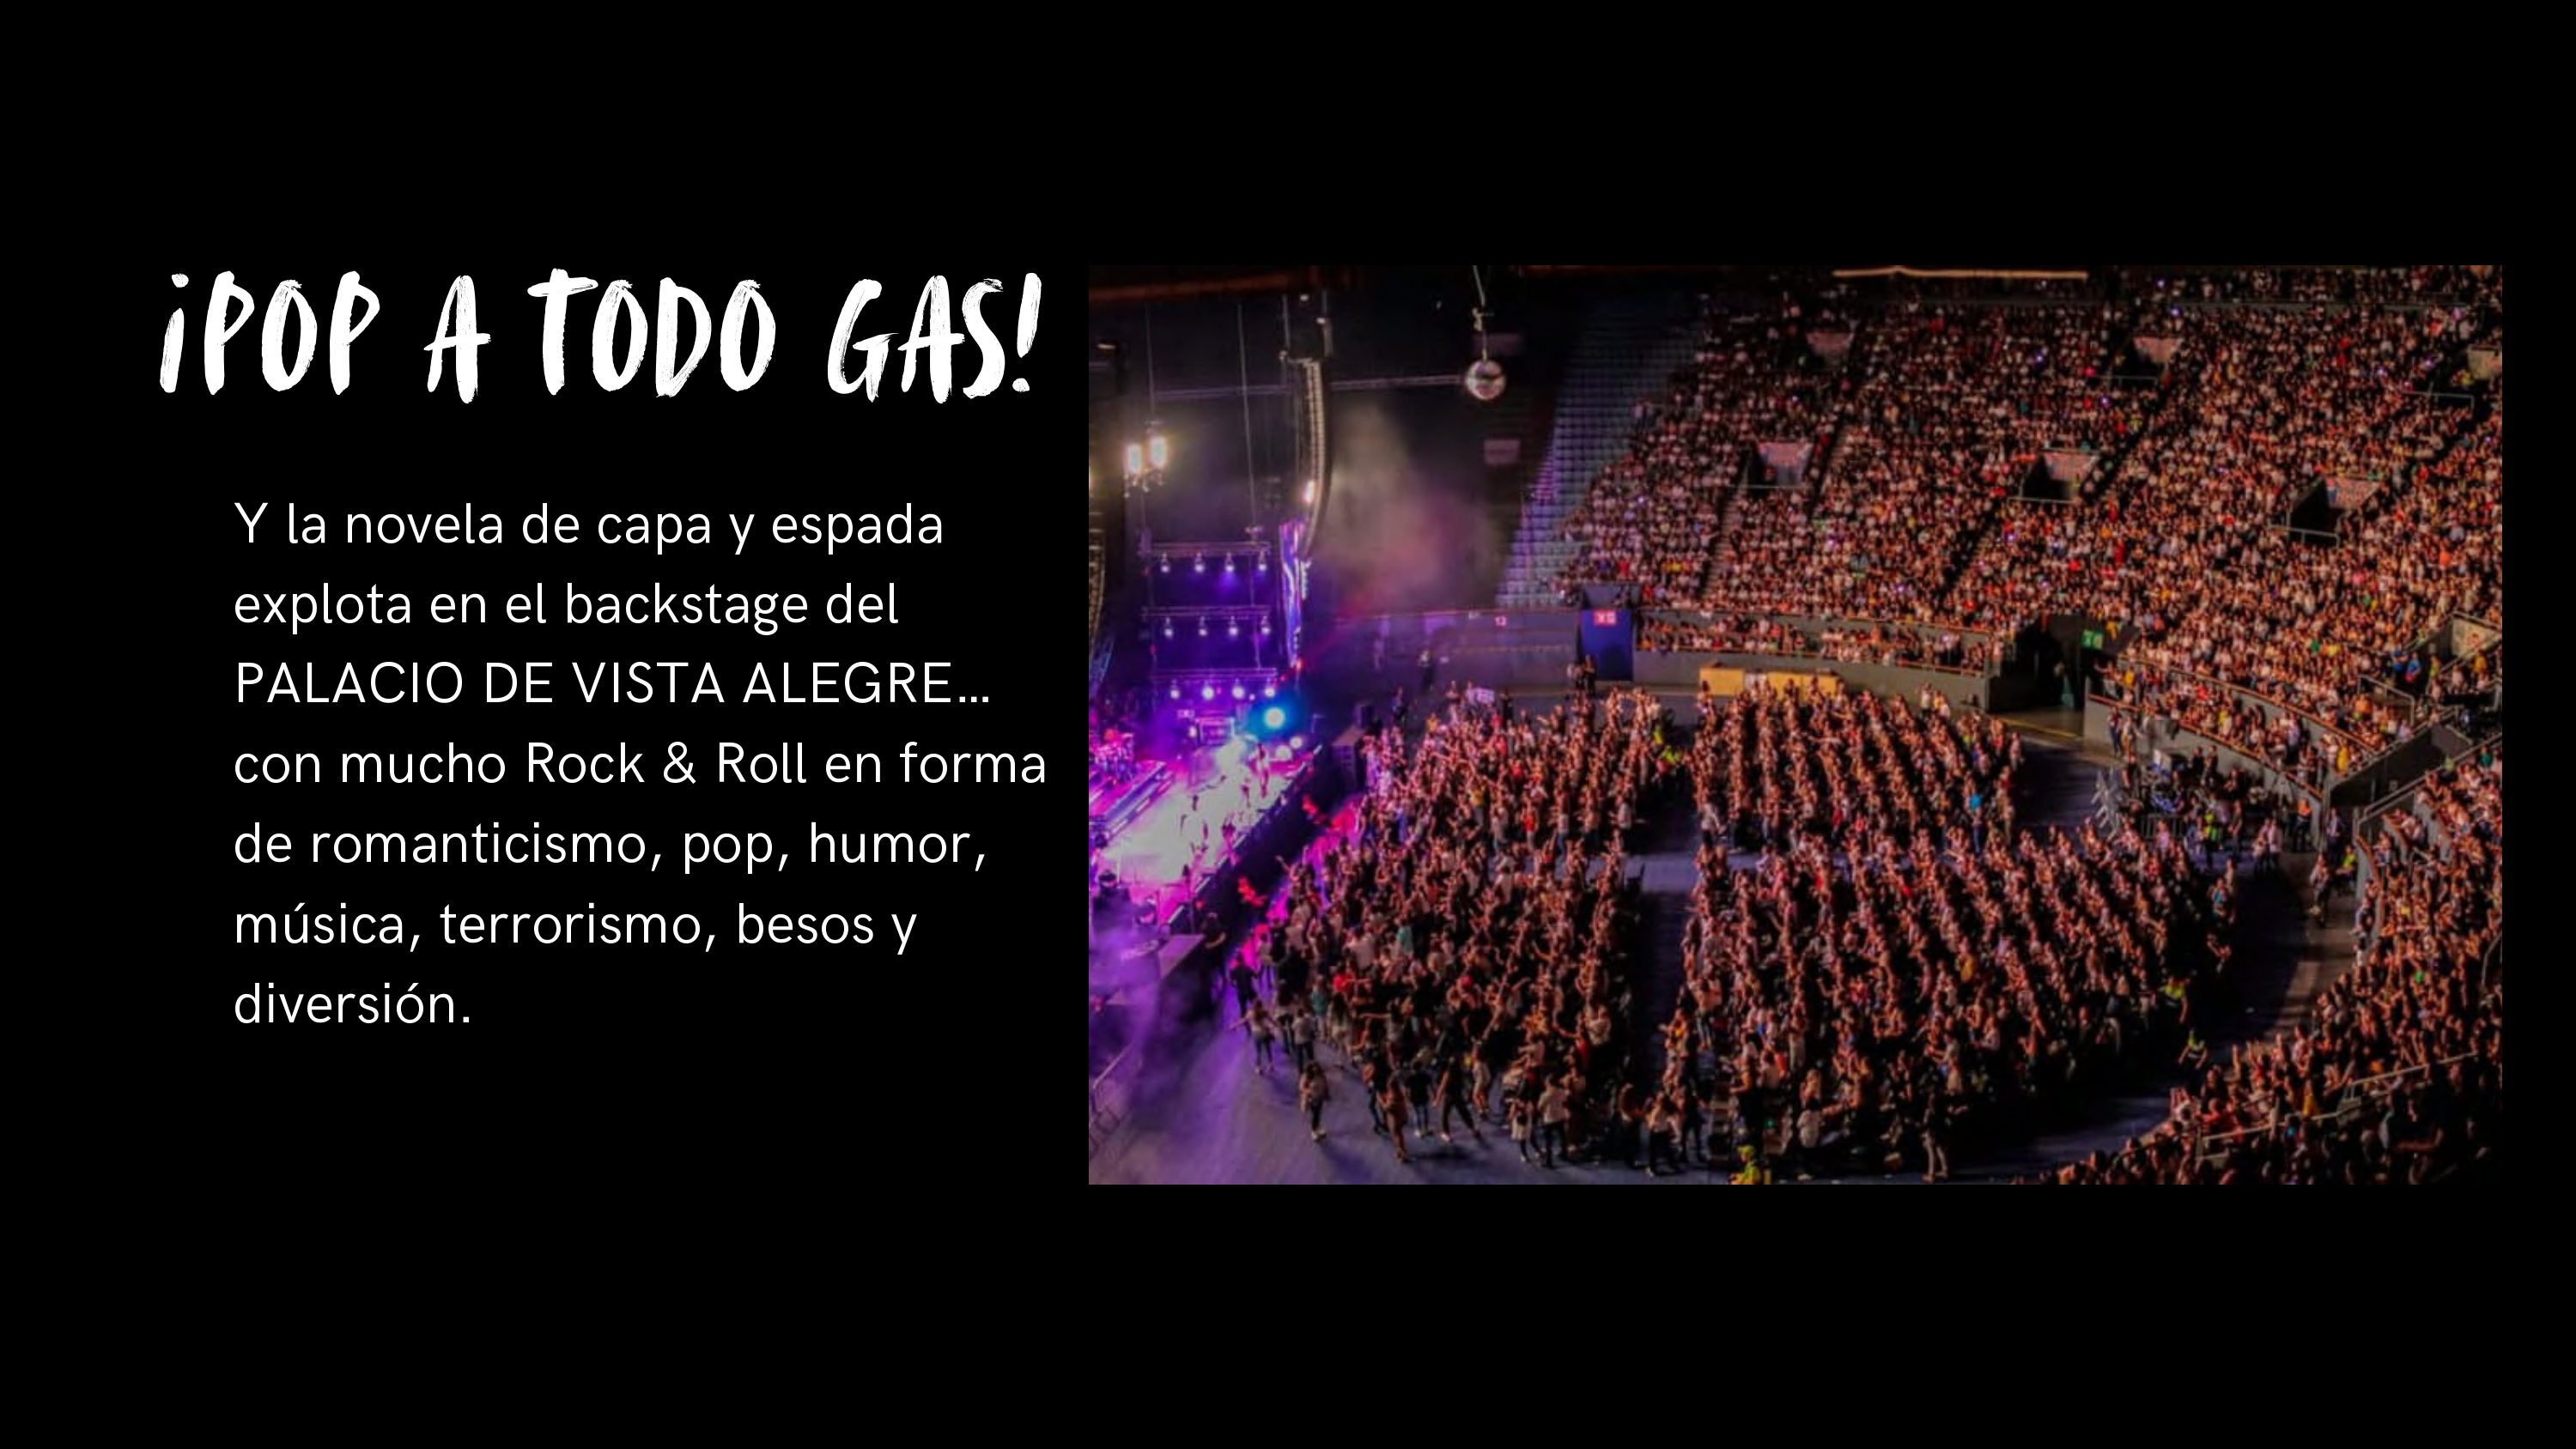 ¡POP A TODO GAS!
Y la novela de capa y espada
explota en el backstage del
PALACIO DE VISTA ALEGRE...
con mucho Rock & Roll en forma
de romanticismo, pop, humor,
música, terrorismo, besos y
diversión.